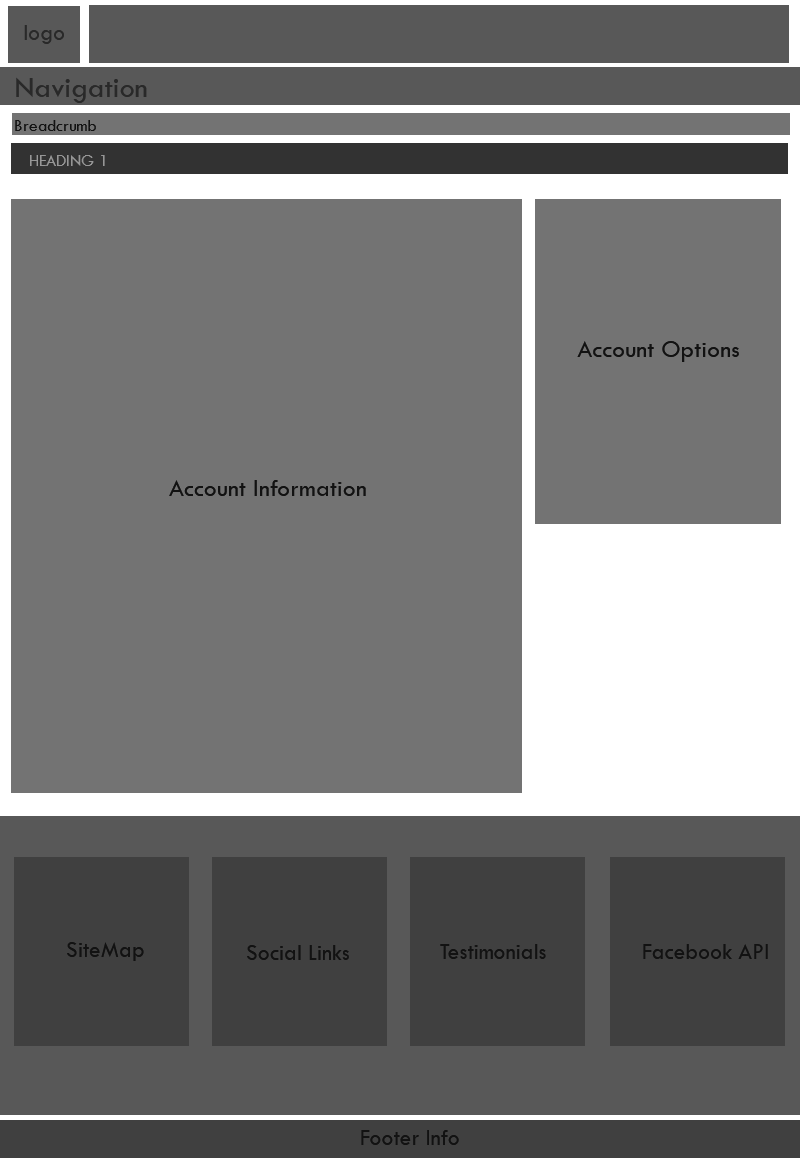 logo
Navigation
Breadcrumb
HEADING 1
Account Options
Account Information
SiteMap
Social Links
Testimonials
Facebook API
Footer Info